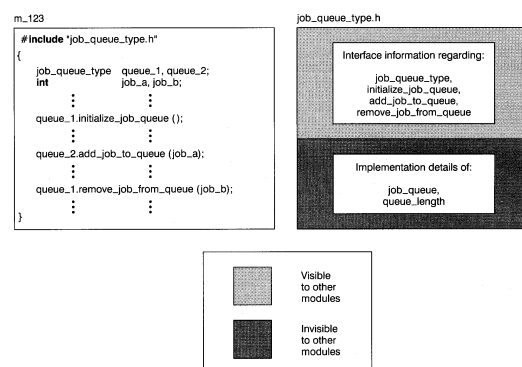 m_123
#include "job_queue_type.h"
{
job_queue_type queue_1, queue_2;
int job_a, job_b;
queue_1.initialize_job_queue ();
queue_2.add_job_to_queue (job_a);
queue_1.remove_job_from_queue (job_b);
}
job_queue_type.h
Interface information regarding:
job_queue_type,
initialize_job_queue,
add_job_to_queue,
remove_job_from_queue
Implementation details of:
job_queue,
queue_length
Visible
to other
modules
Invisible
to other
modules